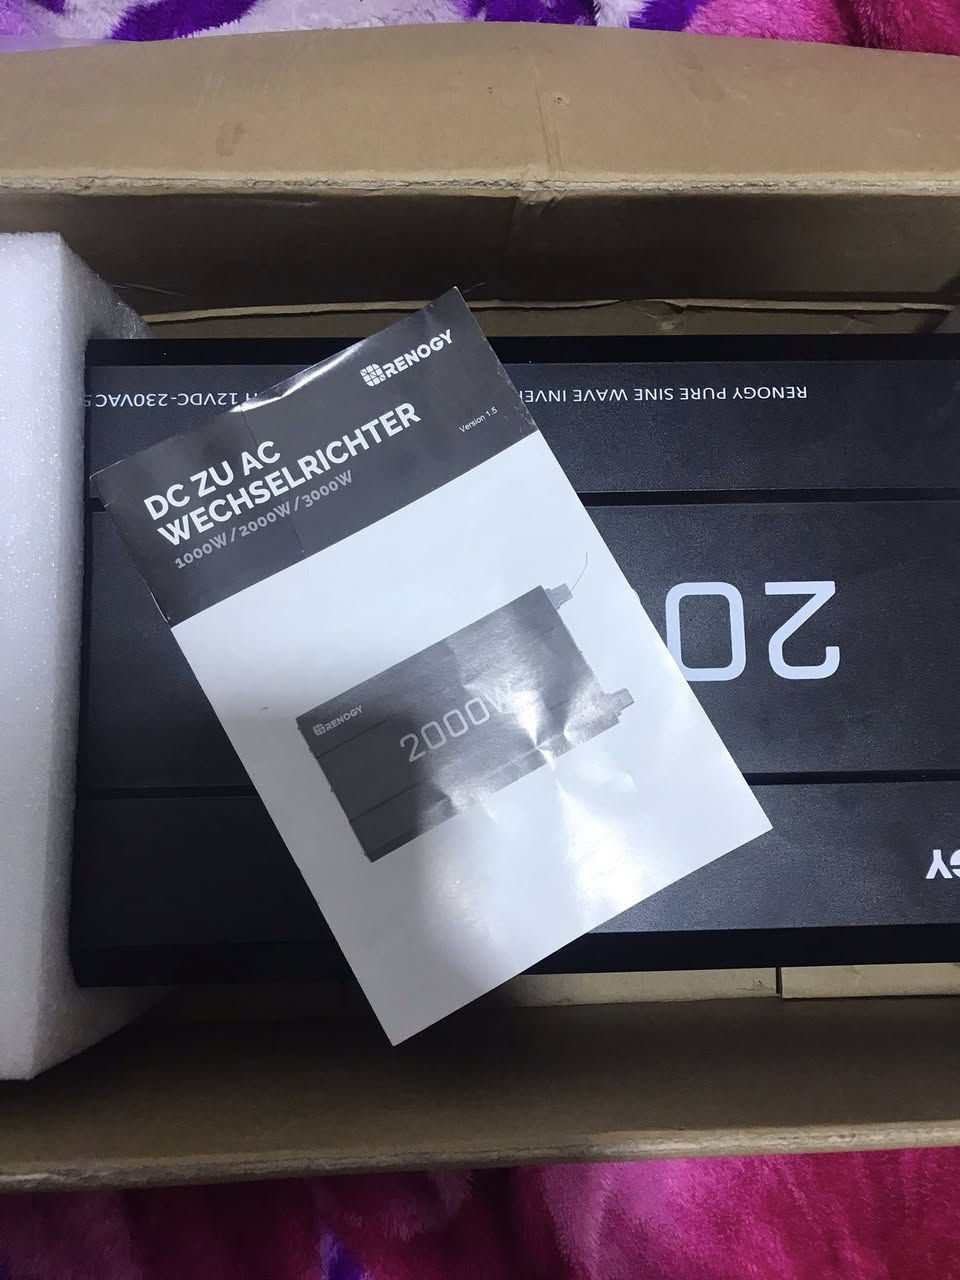 RENOGY
DC ZU AC
WECHSELRICHTER
1000W / 2000W / 3000W
Version 1.5
RENOGY
2000W
RENOGY PURE SINE WAVE
12VDC-230VAC
20
GY